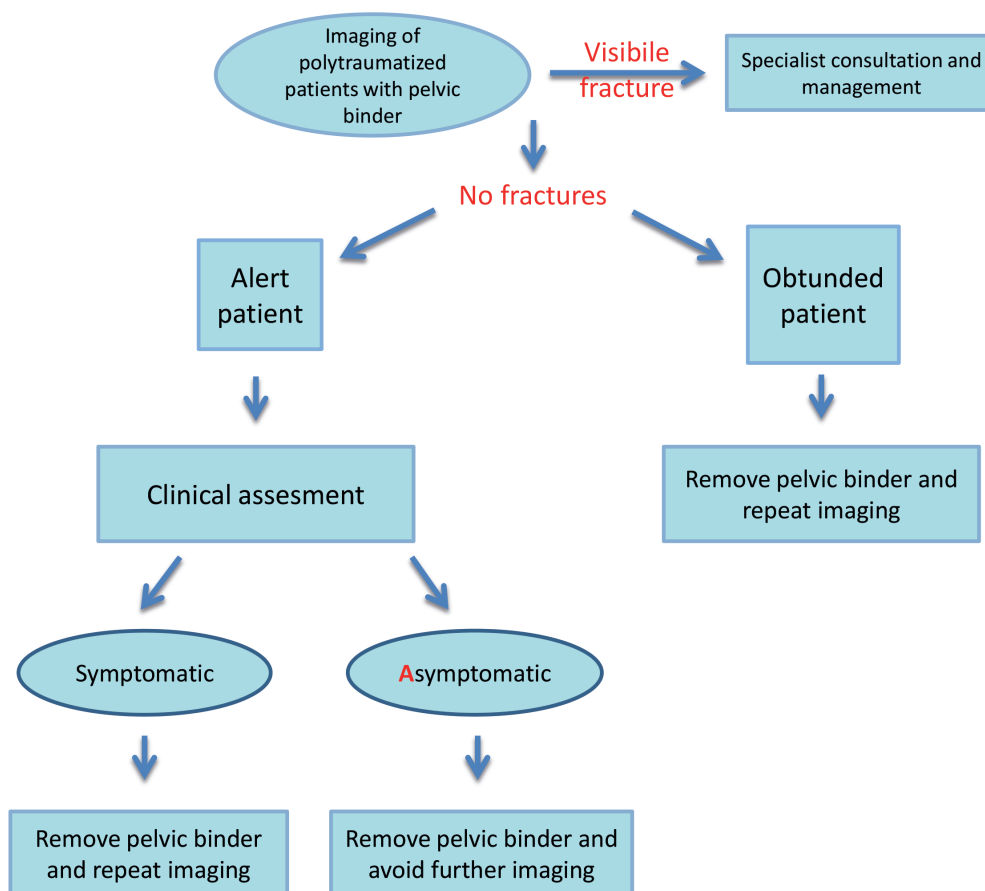 Imaging of
polytraumatized
patients with pelvic
binder
Visibile
fracture
Specialist consultation and
management
No fractures
Alert
patient
Obtunded
patient
Clinical assesment
Remove pelvic binder and
repeat imaging
Symptomatic
Asymptomatic
Remove pelvic binder
and repeat imaging
Remove pelvic binder and
avoid further imaging